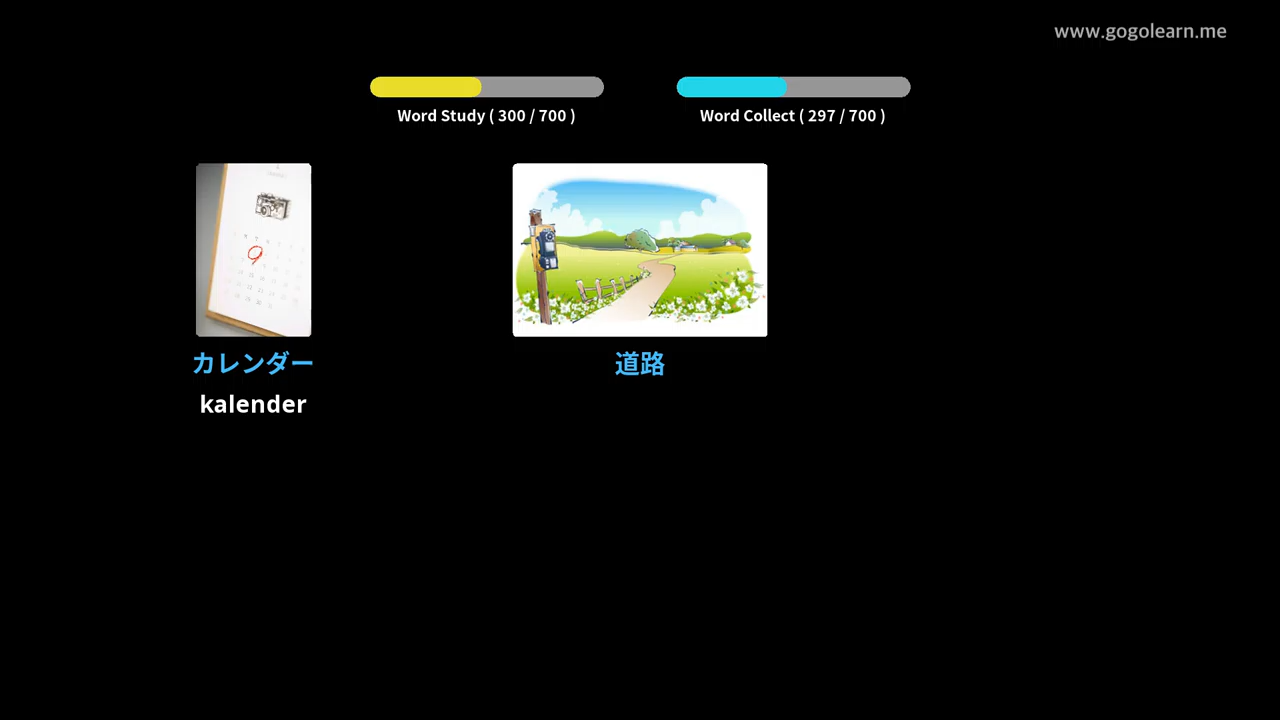 www.gogolearn.me
Word Study ( 300 / 700 )
Word Collect ( 297 / 700 )
カレンダー
道路
kalender